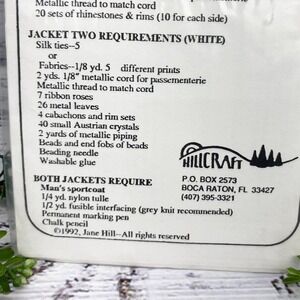 Metallic thread to match cord
20 sets of rhinestones & rims (10 for each side)
JACKET TWO REQUIREMENTS (WHITE)
Silk ties--5
or
Fabrics--1/8 yd. 5 different prints
2 yds. 1/8" metallic cord for passementerie
Metallic thread to match cord
7 ribbon roses
26 metal leaves
4 cabachons and rim sets
40 small Austrian crystals
2 yards of metallic piping
Beads and end fobs of beads
Beading needle
Washable glue
HILLCRAFT
P.O. BOX 2573
BOCA RATON, FL 33427
(407) 395-3321
BOTH JACKETS REQUIRE
Man's sportcoat
1/4 yd. nylon tulle
1/2 yd. fusible interfacing (grey knit recommended)
Permanent marking pen
Chalk pencil
©1992, Jane Hill--All rights reserved